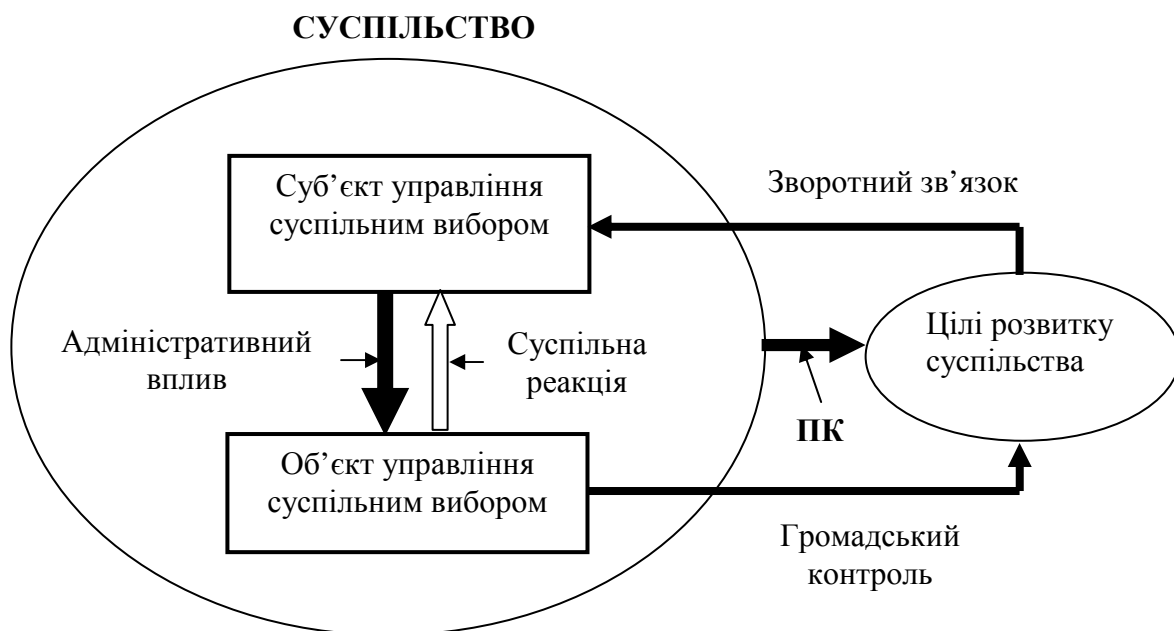 СУСПІЛЬСТВО
Суб’єкт управління
суспільним вибором
Зворотний зв’язок
Адміністративний
вплив
Суспільна
реакція
Цілі розвитку
суспільства
ПК
Об’єкт управління
суспільним вибором
Громадський
контроль